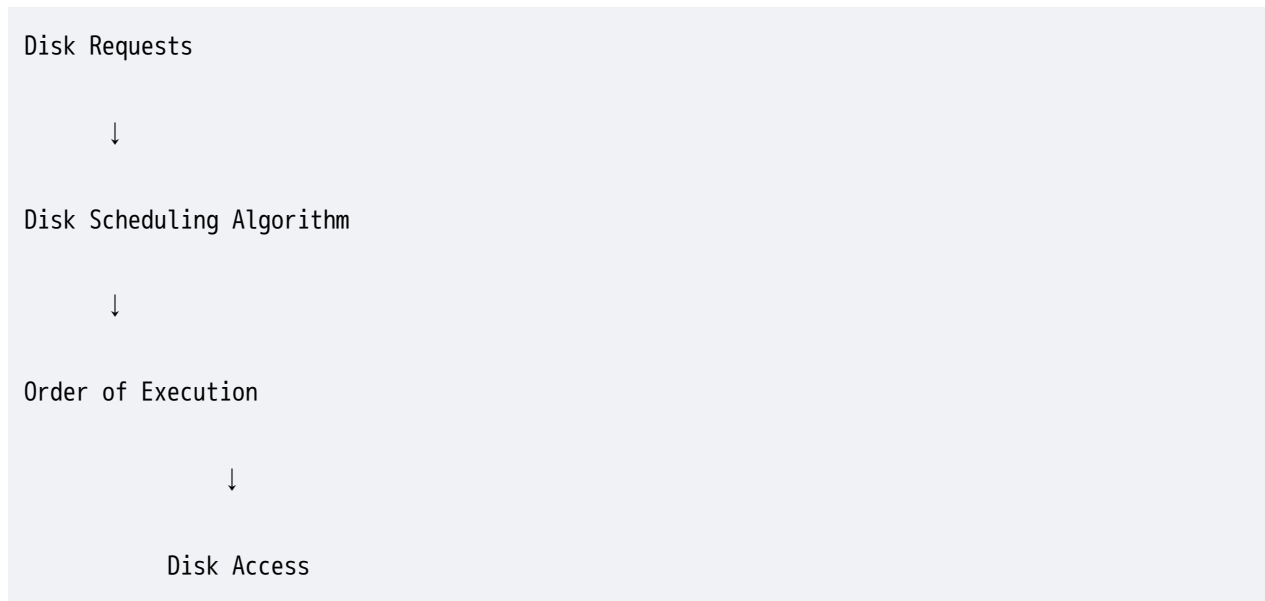 Disk Requests
↓
Disk Scheduling Algorithm
↓
Order of Execution
↓
Disk Access